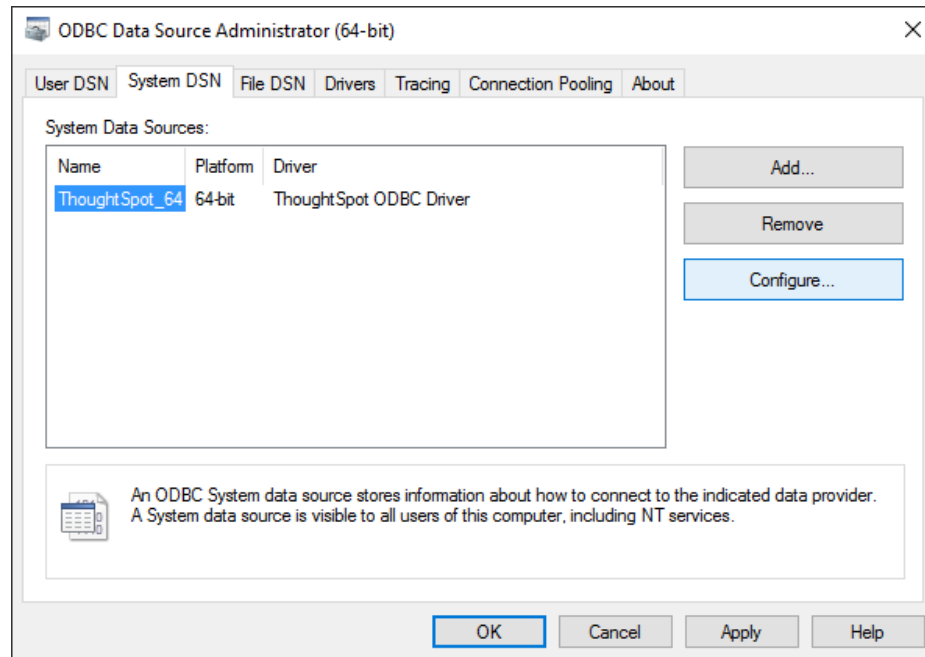 ODBC Data Source Administrator (64-bit)
User DSN System DSN File DSN Drivers Tracing Connection Pooling About
System Data Sources:
Name Platform Driver
ThoughtSpot_64 64-bit ThoughtSpot ODBC Driver
Add...
Remove
Configure...
An ODBC System data source stores information about how to connect to the indicated data provider.
A System data source is visible to all users of this computer, including NT services.
OK Cancel Apply Help